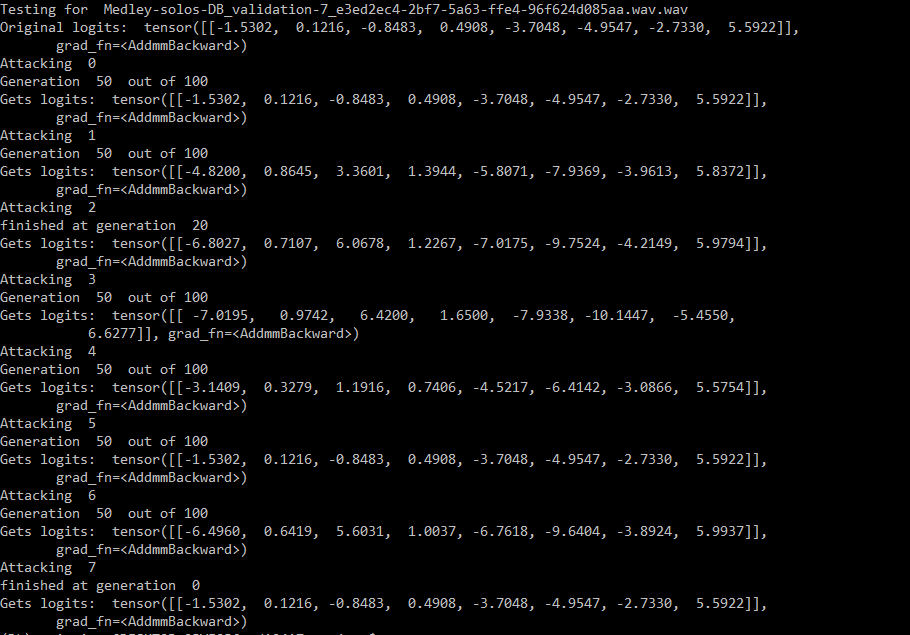 Testing for  Medley-solos-DB_validation-7_e3ed2ec4-2bf7-5a63-ffe4-96f624d085aa.wav.wav
Original logits:  tensor([[-1.5302,  0.1216, -0.8483,  0.4908, -3.7048, -4.9547, -2.7330,  5.5922]],
       grad_fn=<AddmmBackward>)
Attacking  0
Generation  50  out of 100
Gets logits:  tensor([[-1.5302,  0.1216, -0.8483,  0.4908, -3.7048, -4.9547, -2.7330,  5.5922]],
       grad_fn=<AddmmBackward>)
Attacking  1
Generation  50  out of 100
Gets logits:  tensor([[-4.8200,  0.8645,  3.3601,  1.3944, -5.8071, -7.9369, -3.9613,  5.8372]],
       grad_fn=<AddmmBackward>)
Attacking  2
finished at generation  20
Gets logits:  tensor([[-6.8027,  0.7107,  6.0678,  1.2267, -7.0175, -9.7524, -4.2149,  5.9794]],
       grad_fn=<AddmmBackward>)
Attacking  3
Generation  50  out of 100
Gets logits:  tensor([[ -7.0195,   0.9742,   6.4200,   1.6500,  -7.9338, -10.1447,  -5.4550,
           6.6277]], grad_fn=<AddmmBackward>)
Attacking  4
Generation  50  out of 100
Gets logits:  tensor([[-3.1409,  0.3279,  1.1916,  0.7406, -4.5217, -6.4142, -3.0866,  5.5754]],
       grad_fn=<AddmmBackward>)
Attacking  5
Generation  50  out of 100
Gets logits:  tensor([[-1.5302,  0.1216, -0.8483,  0.4908, -3.7048, -4.9547, -2.7330,  5.5922]],
       grad_fn=<AddmmBackward>)
Attacking  6
Generation  50  out of 100
Gets logits:  tensor([[-6.4960,  0.6419,  5.6031,  1.0037, -6.7618, -9.6404, -3.8924,  5.9937]],
       grad_fn=<AddmmBackward>)
Attacking  7
finished at generation  0
Gets logits:  tensor([[-1.5302,  0.1216, -0.8483,  0.4908, -3.7048, -4.9547, -2.7330,  5.5922]],
       grad_fn=<AddmmBackward>)